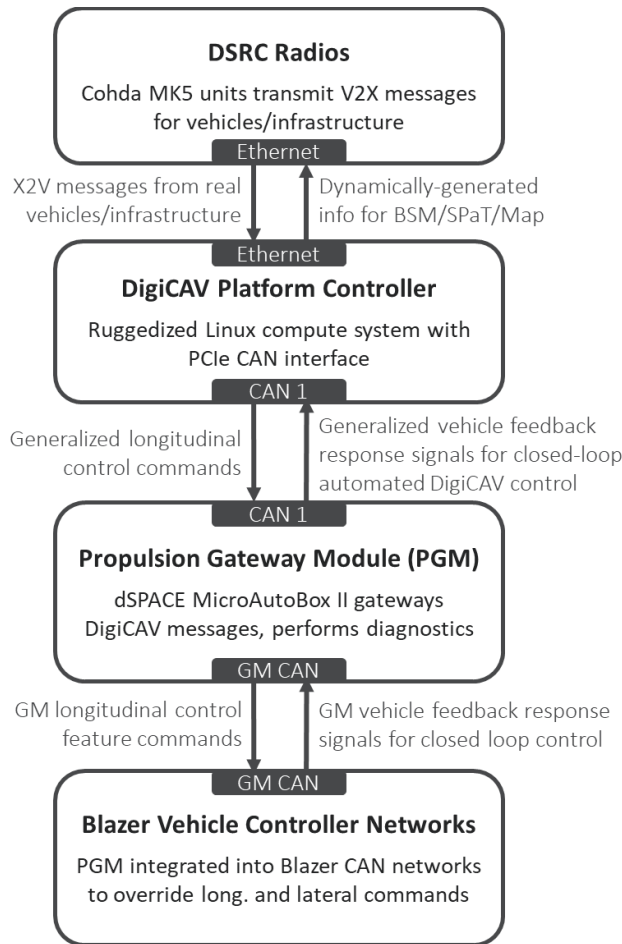 DSRC Radios
Cohda MK5 units transmit V2X messages
for vehicles/infrastructure
Ethernet
X2V messages from real
vehicles/infrastructure
Dynamically-generated
info for BSM/SPaT/Map
Ethernet
DigiCAV Platform Controller
Ruggedized Linux compute system with
PCIe CAN interface
CAN 1
Generalized longitudinal
control commands
Generalized vehicle feedback
response signals for closed-loop
automated DigiCAV control
CAN 1
Propulsion Gateway Module (PGM)
dSPACE MicroAutoBox II gateways
DigiCAV messages, performs diagnostics
GM CAN
GM longitudinal control
feature commands
GM vehicle feedback response
signals for closed loop control
GM CAN
Blazer Vehicle Controller Networks
PGM integrated into Blazer CAN networks
to override long. and lateral commands